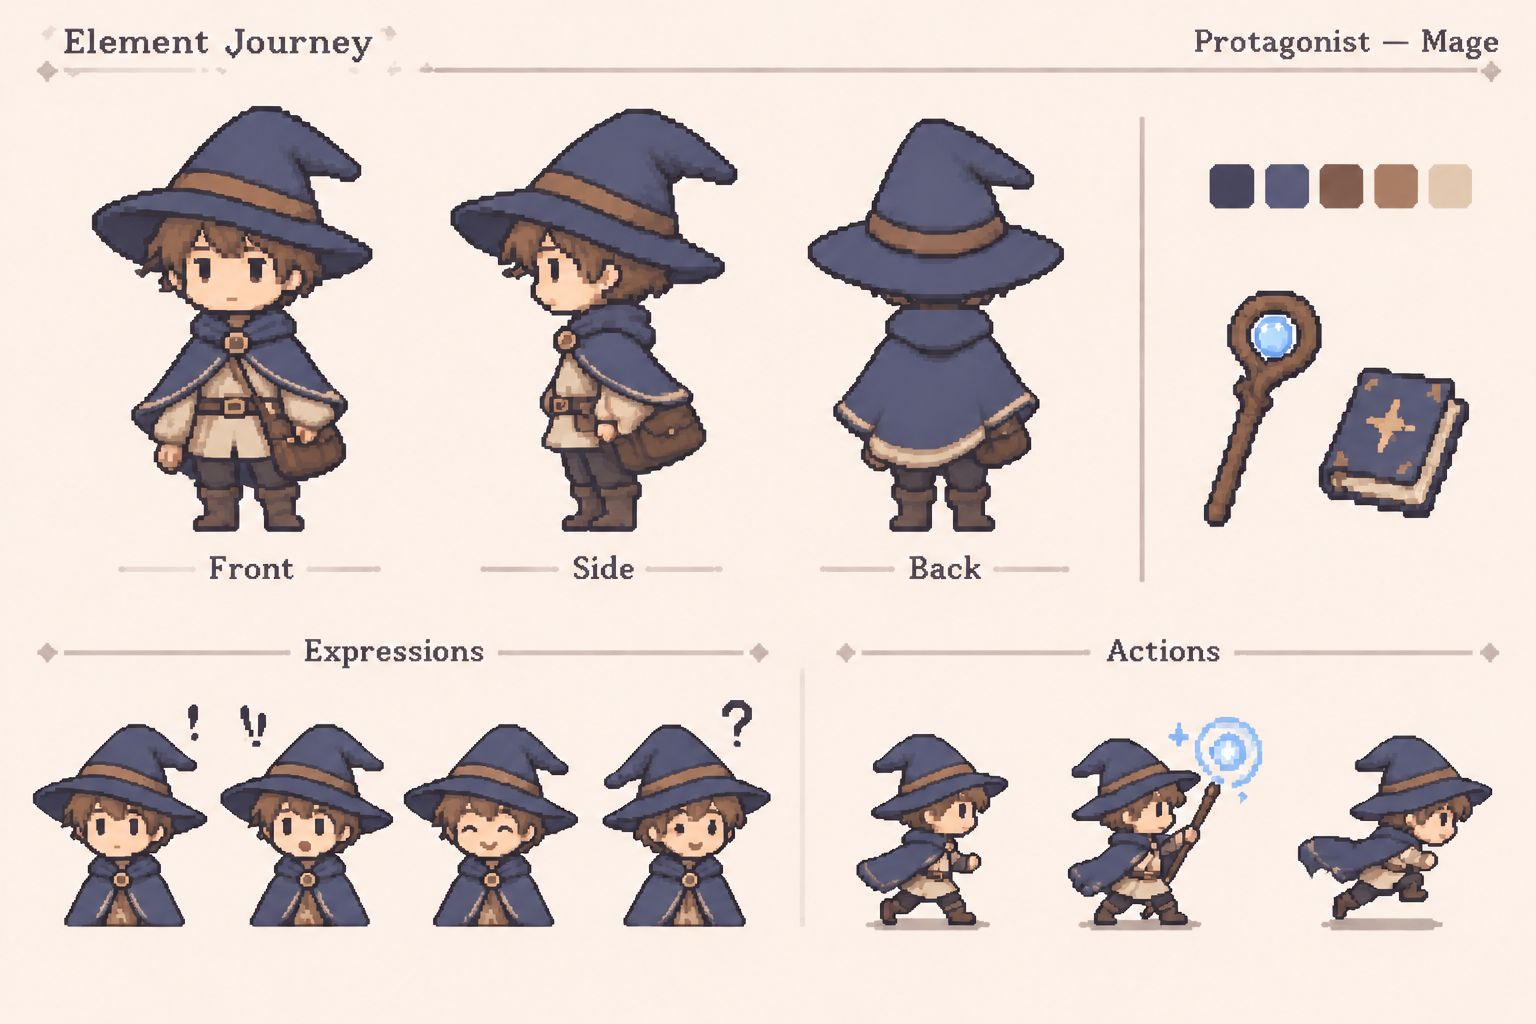 Element Journey
Protagonist — Mage
Front
Side
Back
Expressions
Actions
!
!!
?